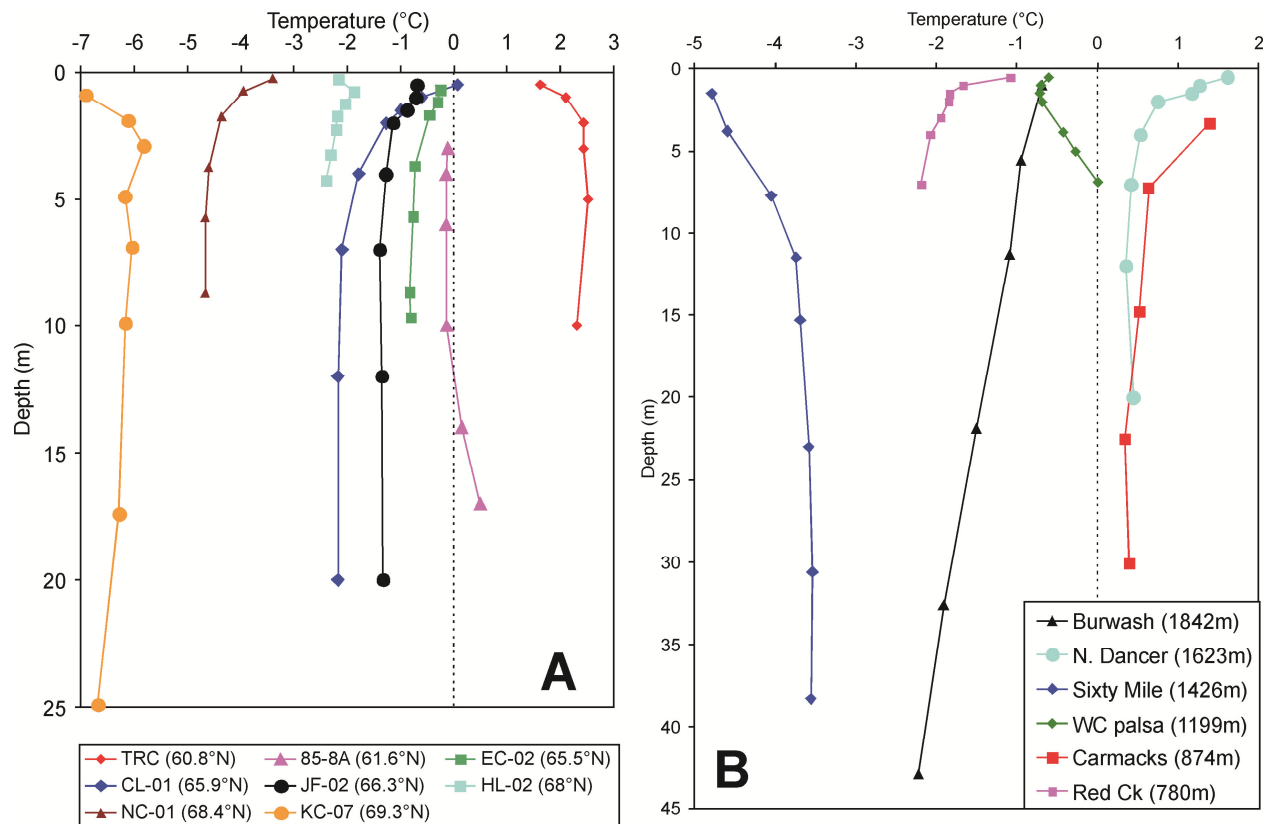 Temperature (°C)
-7 -6 -5 -4 -3 -2 -1 0 1 2 3
0
5
10
15
20
25
Depth (m)
A
TRC (60.8°N) 85-8A (61.6°N) EC-02 (65.5°N)
CL-01 (65.9°N) JF-02 (66.3°N) HL-02 (68°N)
NC-01 (68.4°N) KC-07 (69.3°N)
Temperature (°C)
-5 -4 -3 -2 -1 0 1 2
0
5
10
15
20
25
30
35
40
45
Depth (m)
B
Burwash (1842m)
N. Dancer (1623m)
Sixty Mile (1426m)
WC palsa (1199m)
Carmacks (874m)
Red Ck (780m)